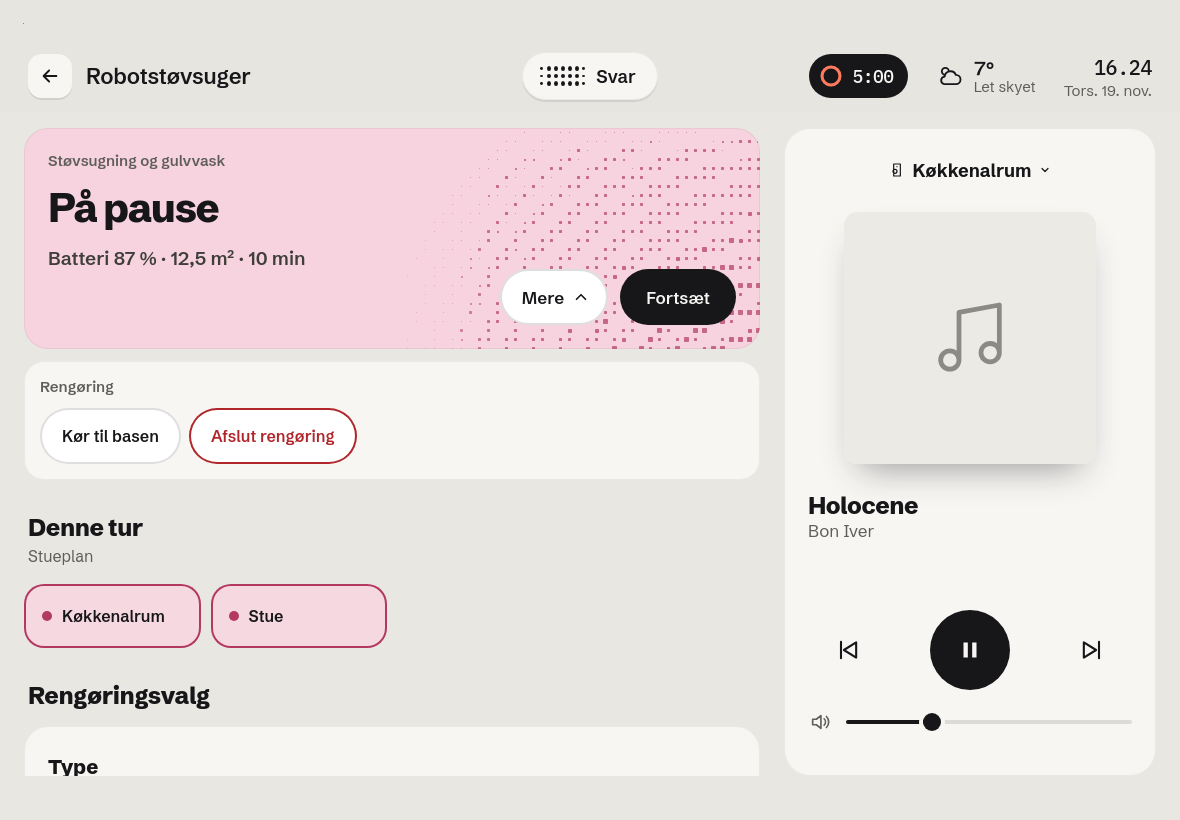 Robotstøvsuger
Svar
5:00
7°
Let skyet
16.24
Tors. 19. nov.
Støvsugning og gulvvask
På pause
Batteri 87 % · 12,5 m² · 10 min
Mere
Fortsæt
Rengøring
Kør til basen
Afslut rengøring
Denne tur
Stueplan
Køkkenalrum
Stue
Rengøringsvalg
Type
Køkkenalrum
Holocene
Bon Iver